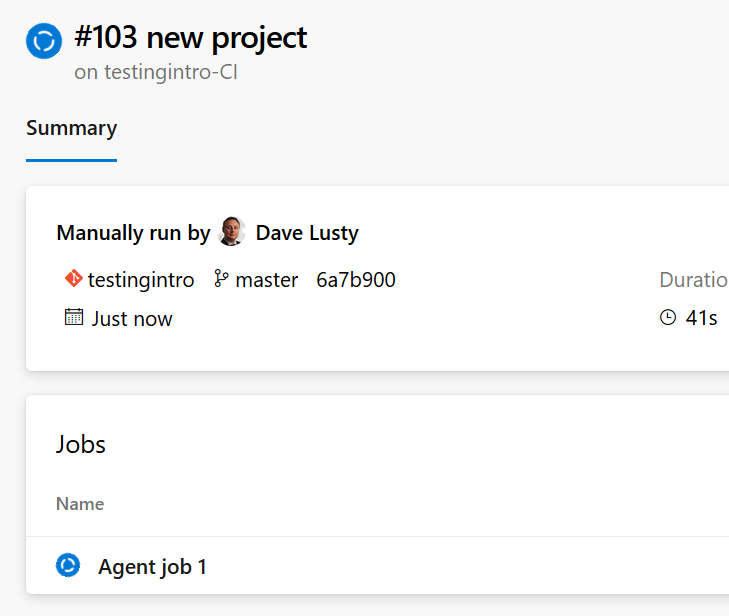 #103 new project
on testingintro-CI
Summary
Manually run by Dave Lusty
testingintro master 6a7b900
Duratio
Just now
41s
Jobs
Name
Agent job 1